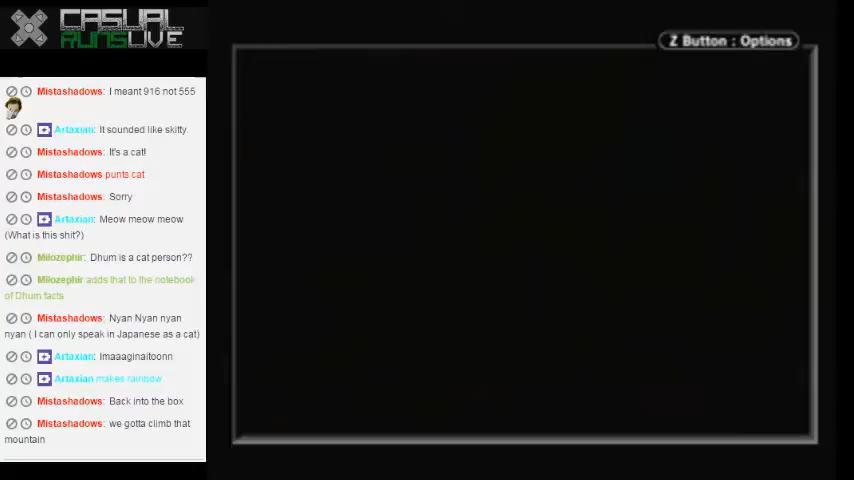 CASUAL
RUNSLIVE
Z Button : Options
Mistashadows: I meant 916 not 555
Artaxian: It sounded like skitty.
Mistashadows: It's a cat!
Mistashadows punts cat
Mistashadows: Sorry
Artaxian: Meow meow meow
(What is this shit?)
Milozephir: Dhum is a cat person??
Milozephir adds that to the notebook
of Dhum facts
Mistashadows: Nyan Nyan nyan
nyan ( I can only speak in Japanese as a cat)
Artaxian: Imaaaginaitoonn
Artaxian makes rainbow
Mistashadows: Back into the box
Mistashadows: we gotta climb that
mountain